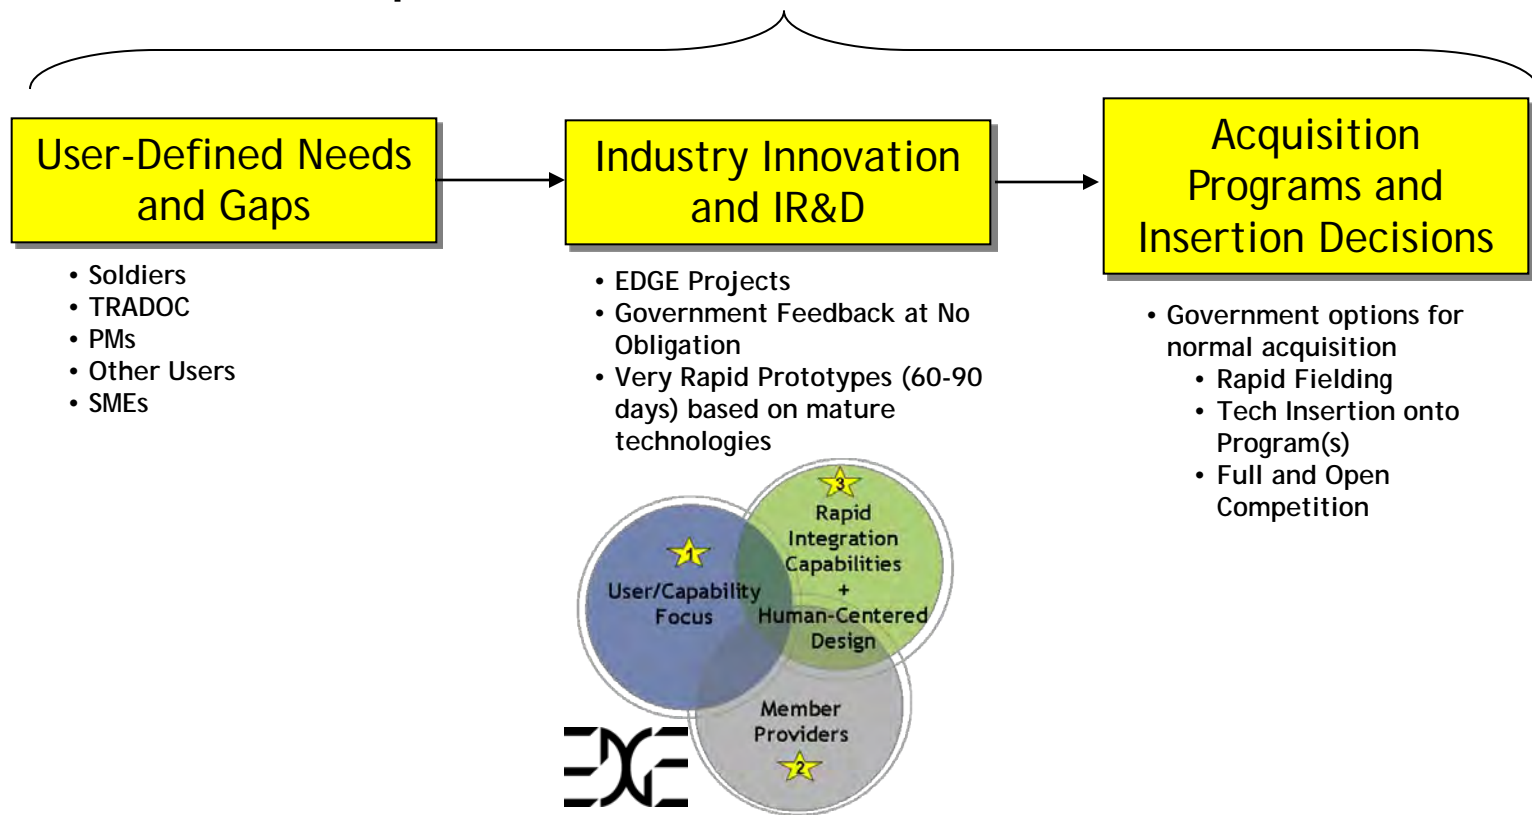 User-Defined Needs
and Gaps
• Soldiers
• TRADOC
• PMs
• Other Users
• SMEs
Industry Innovation
and IR&D
• EDGE Projects
• Government Feedback at No
Obligation
• Very Rapid Prototypes (60-90
days) based on mature
technologies
Acquisition
Programs and
Insertion Decisions
• Government options for
normal acquisition
• Rapid Fielding
• Tech Insertion onto
Program(s)
• Full and Open
Competition
1
User/Capability
Focus
3
Rapid
Integration
Capabilities
+
Human-Centered
Design
Member
Providers
2
EDGE